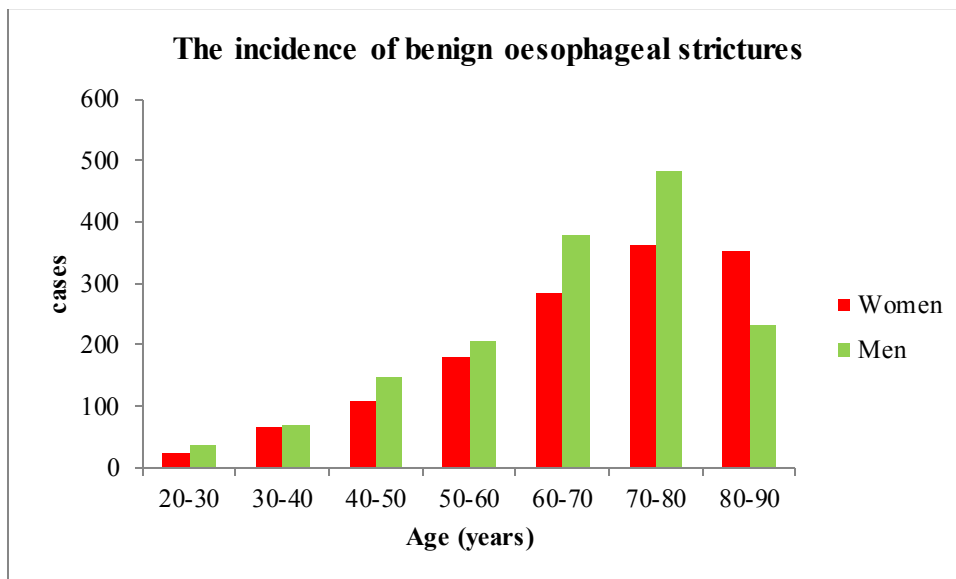 The incidence of benign oesophageal strictures
600
500
400
300
200
100
0
cases
20-30 30-40 40-50 50-60 60-70 70-80 80-90
Age (years)
Women
Men